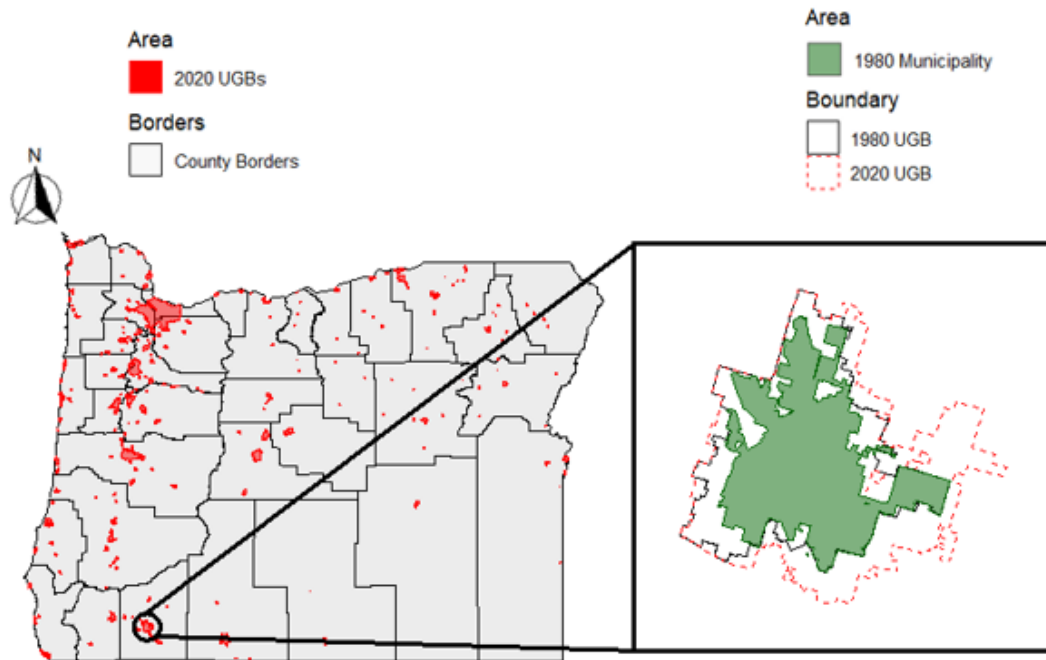 Area
2020 UGBs
Borders
County Borders
N
Area
1980 Municipality
Boundary
1980 UGB
2020 UGB